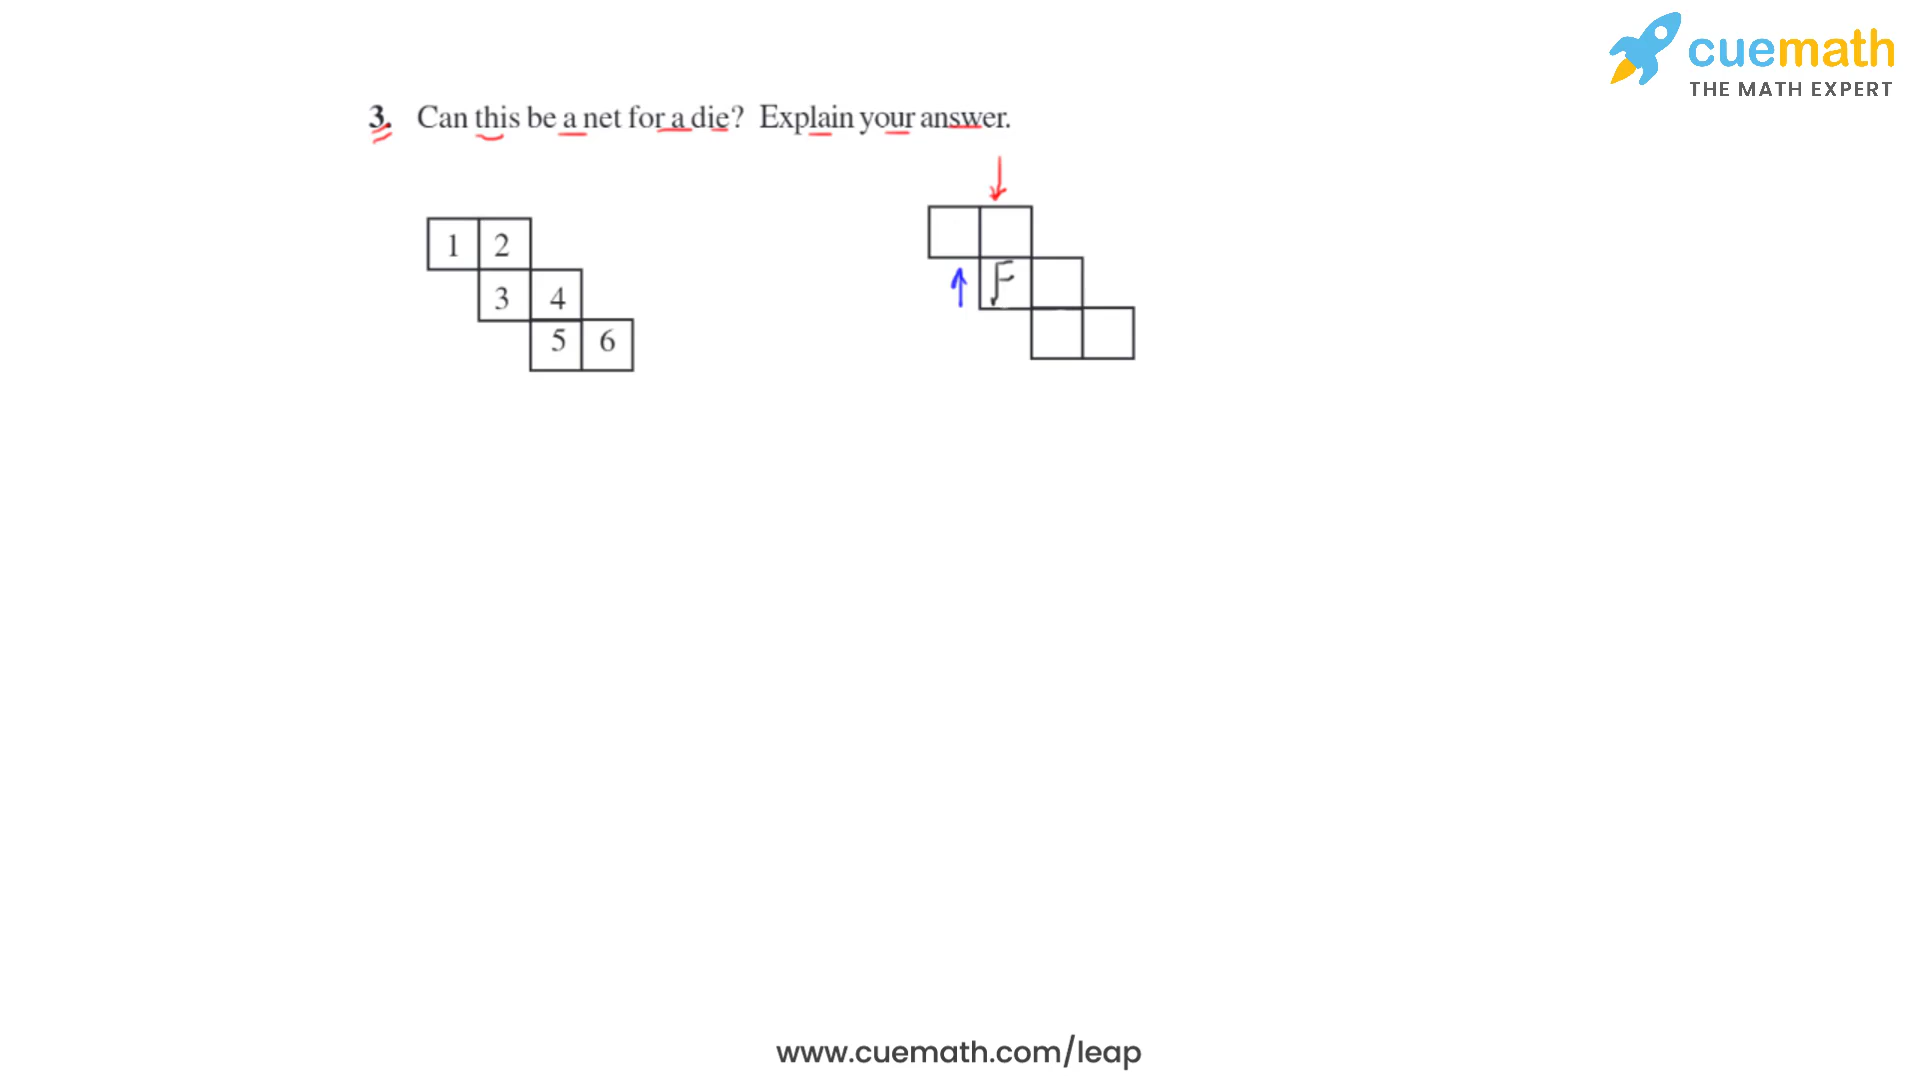 cuemath
THE MATH EXPERT
3. Can this be a net for a die? Explain your answer.
1 2
3 4
5 6
F
www.cuemath.com/leap